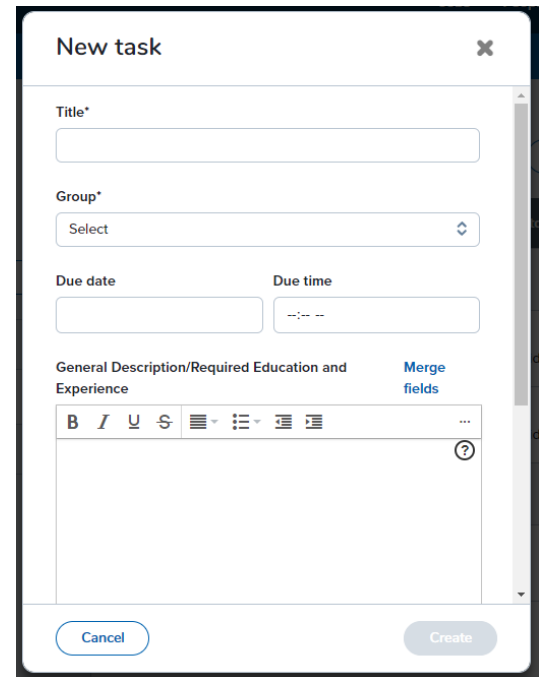 New task
Title*
Group*
Select
Due date Due time
--:-- --
General Description/Required Education and Merge
Experience fields
B I U S
?
Cancel Create